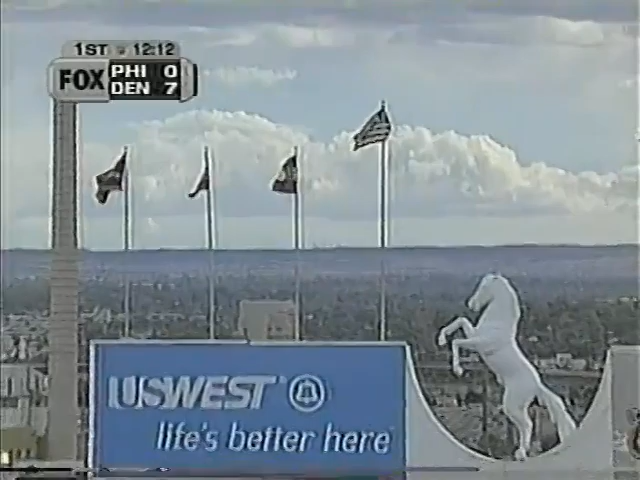 1ST 12:12
FOX PHI 0
DEN 7
USWEST
life's better here